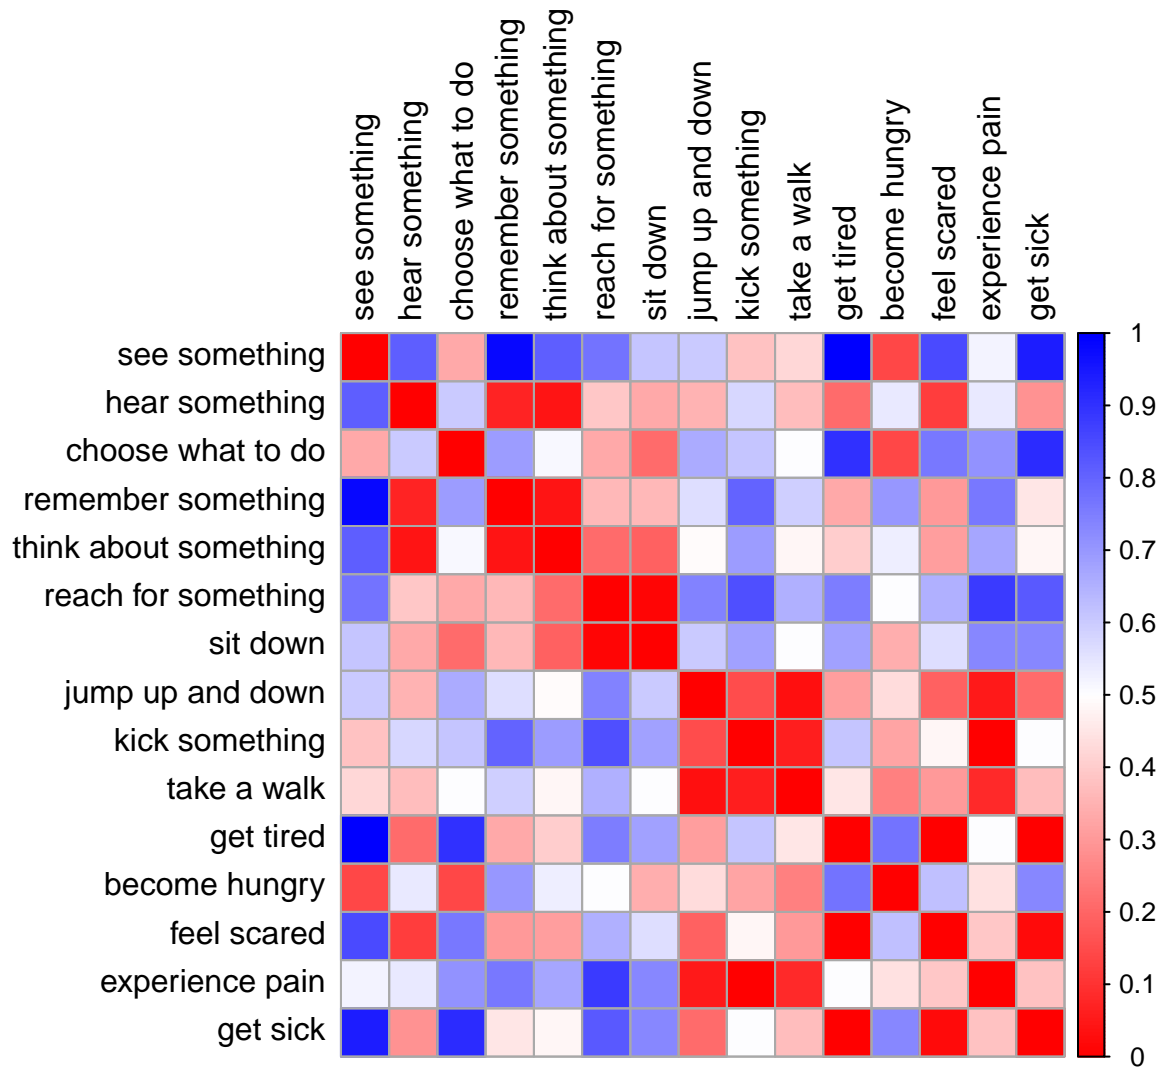 see something
hear something
choose what to do
remember something
think about something
reach for something
sit down
jump up and down
kick something
take a walk
get tired
become hungry
feel scared
experience pain
get sick
see something
hear something
choose what to do
remember something
think about something
reach for something
sit down
jump up and down
kick something
take a walk
get tired
become hungry
feel scared
experience pain
get sick
1
0.9
0.8
0.7
0.6
0.5
0.4
0.3
0.2
0.1
0